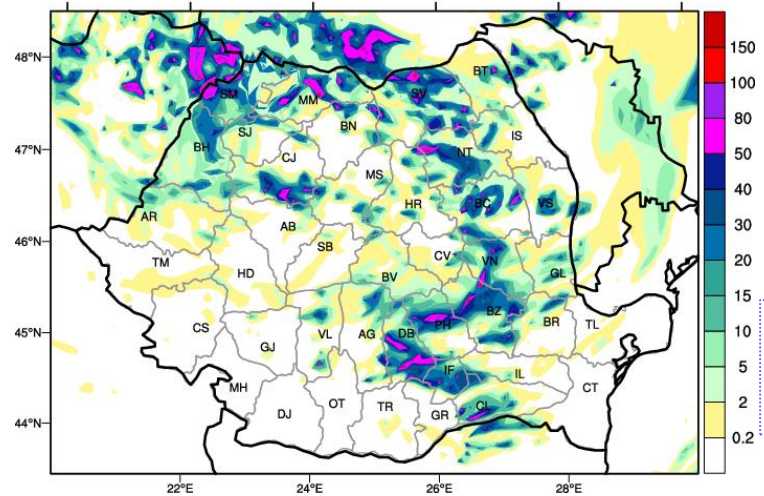 48°N
47°N
46°N
45°N
44°N
22°E
24°E
26°E
28°E
SM
MM
SV
BT
BH
SJ
BN
IS
CJ
NT
MS
AR
HR
BC
VS
AB
TM
SB
CV
VN
HD
BV
GL
CS
GJ
VL
AG
DB
PH
BZ
BR
TL
MH
IF
IL
CT
DJ
OT
TR
GR
CL
150
100
80
50
40
30
20
15
10
5
2
0.2